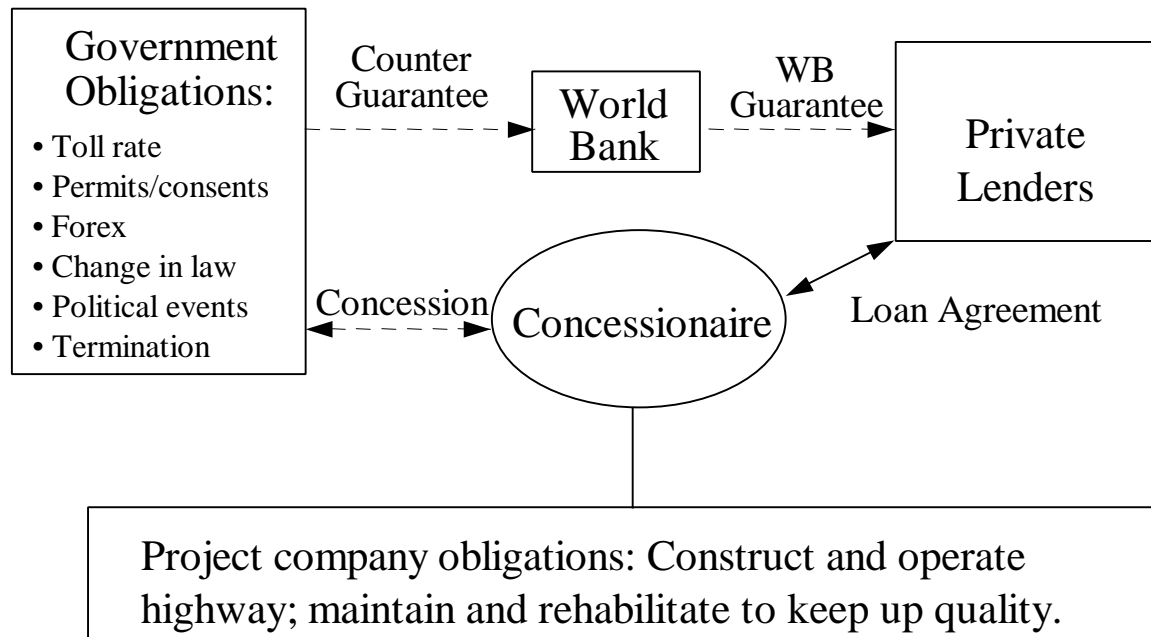 Government
Obligations:
• Toll rate
• Permits/consents
• Forex
• Change in law
• Political events
• Termination
Counter
Guarantee
World
Bank
WB
Guarantee
Private
Lenders
Concession
Concessionaire
Loan Agreement
Project company obligations: Construct and operate
highway; maintain and rehabilitate to keep up quality.